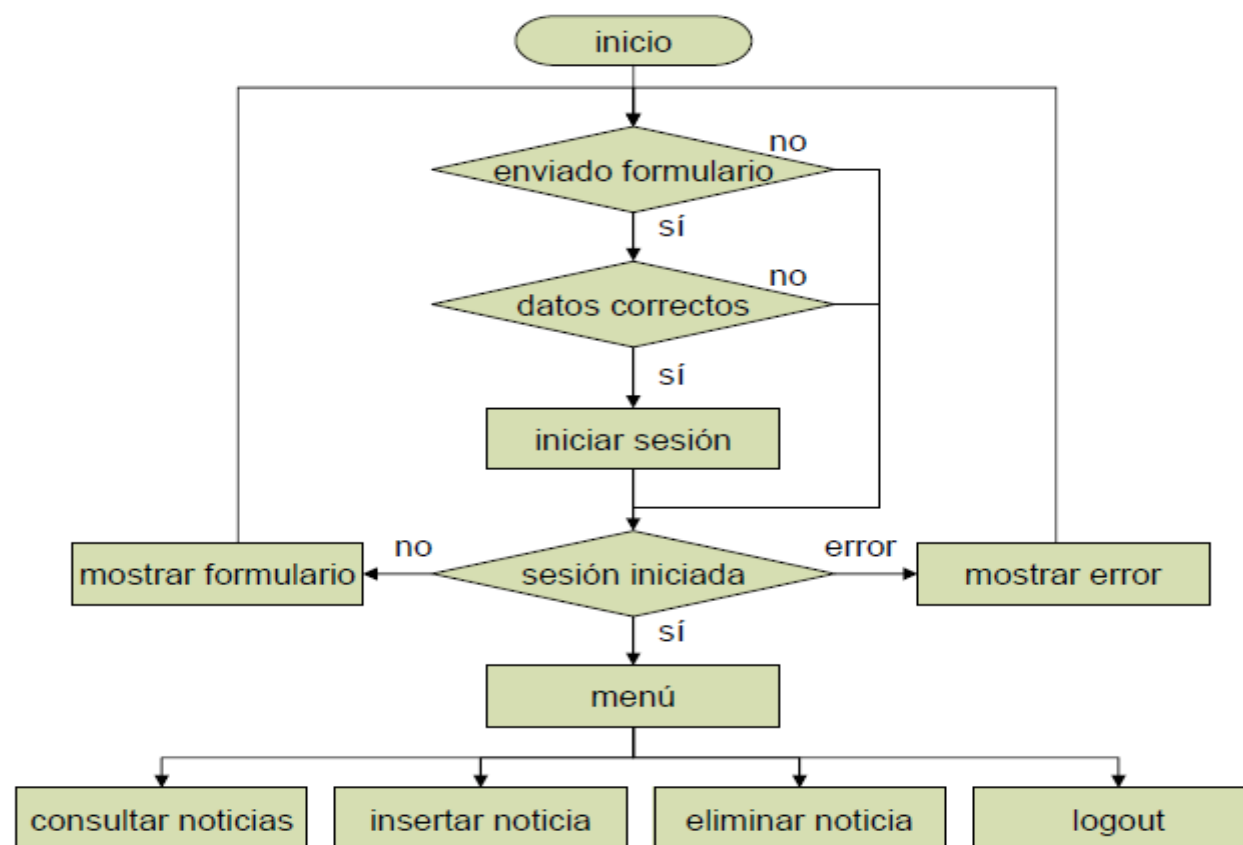 inicio
no
enviado formulario
sí
no
datos correctos
sí
iniciar sesión
no
error
mostrar formulario
sesión iniciada
mostrar error
sí
menú
consultar noticias
insertar noticia
eliminar noticia
logout